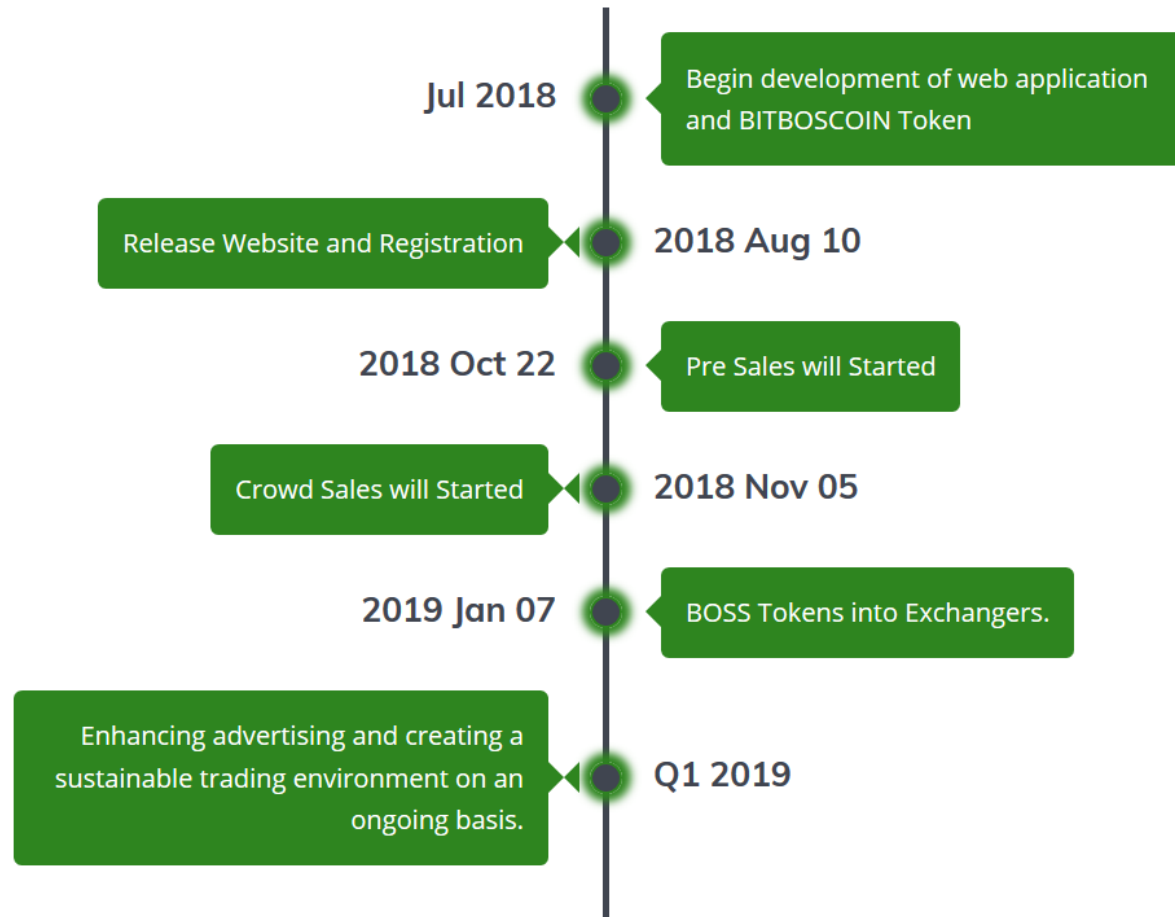 Jul 2018
Begin development of web application
and BITBOSCOIN Token
Release Website and Registration
2018 Aug 10
2018 Oct 22
Pre Sales will Started
Crowd Sales will Started
2018 Nov 05
2019 Jan 07
BOSS Tokens into Exchangers.
Enhancing advertising and creating a
sustainable trading environment on an
ongoing basis.
Q1 2019